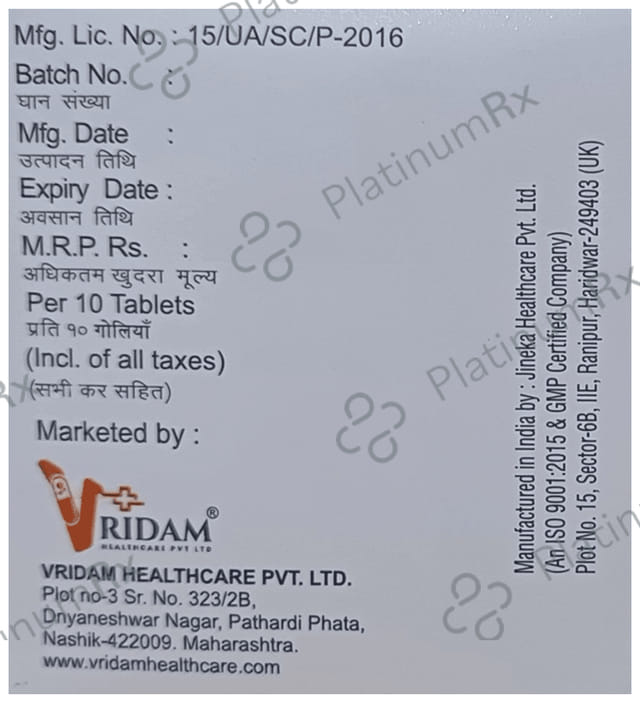 Mfg. Lic. No. : 15/UA/SC/P-2016
Batch No. :
घान संख्या
Mfg. Date :
उत्पादन तिथि
Expiry Date :
अवसान तिथि
M.R.P. Rs. :
अधिकतम खुदरा मूल्य
Per 10 Tablets
प्रति १० गोलियाँ
(Incl. of all taxes)
(सभी कर सहित)
Marketed by :
VRIDAM®
HEALTHCARE PVT LTD
VRIDAM HEALTHCARE PVT. LTD.
Plot no-3 Sr. No. 323/2B,
Dnyaneshwar Nagar, Pathardi Phata,
Nashik-422009. Maharashtra.
www.vridamhealthcare.com
Manufactured in India by : Jineka Healthcare Pvt. Ltd.
(An ISO 9001:2015 & GMP Certified Company)
Plot No. 15, Sector-6B, IIE, Ranipur, Haridwar-249403 (UK)
PlatinumRx
PlatinumRx